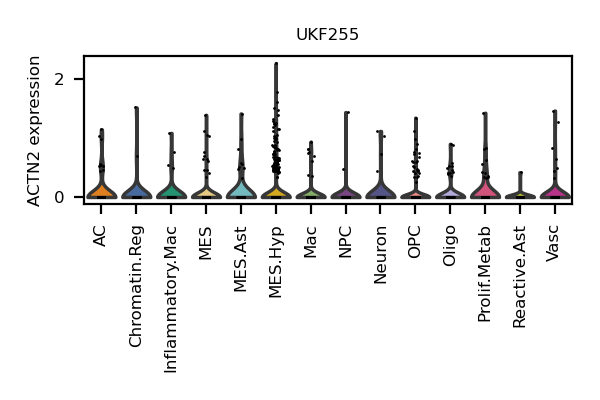 UKF255
ACTN2 expression
2
0
AC
Chromatin.Reg
Inflammatory.Mac
MES
MES.Ast
MES.Hyp
Mac
NPC
Neuron
OPC
Oligo
Prolif.Metab
Reactive.Ast
Vasc